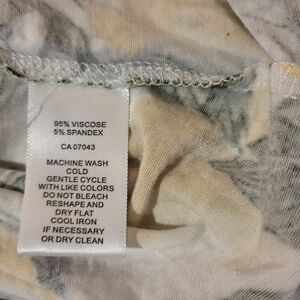 95% VISCOSE
5% SPANDEX
CA 07043
MACHINE WASH
COLD
GENTLE CYCLE
WITH LIKE COLORS
DO NOT BLEACH
RESHAPE AND
DRY FLAT
COOL IRON
IF NECESSARY
OR DRY CLEAN